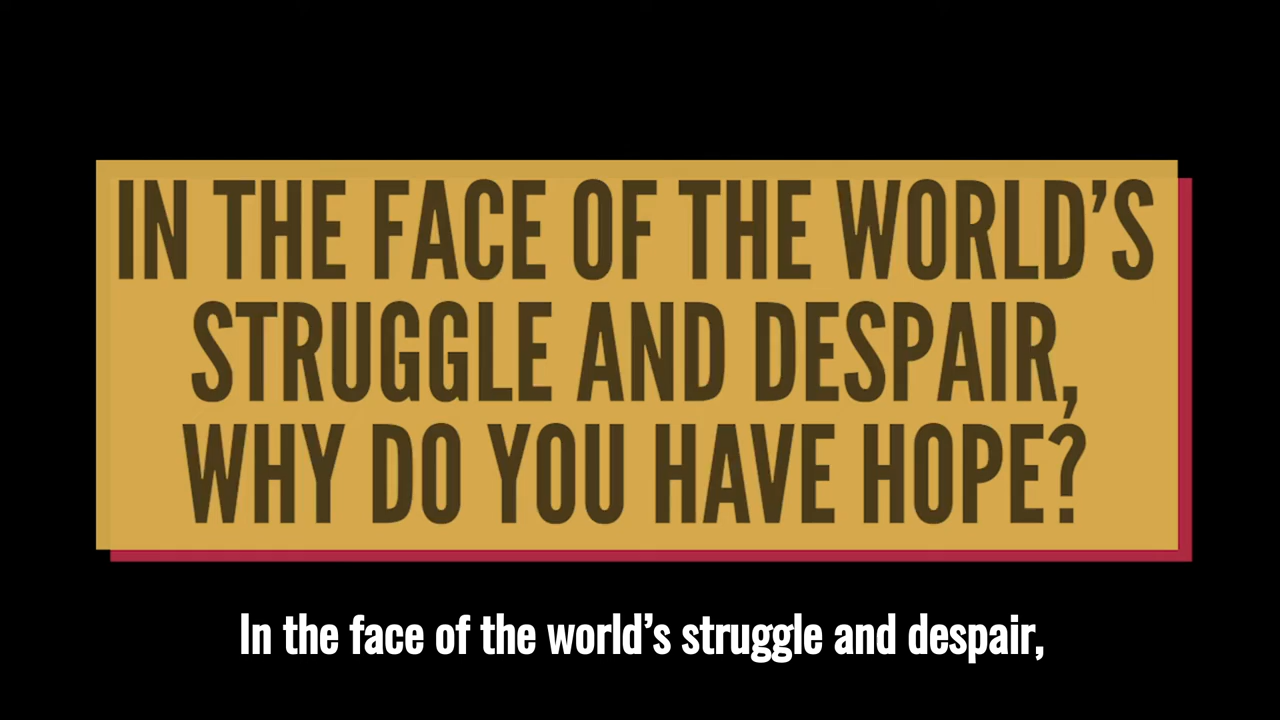 IN THE FACE OF THE WORLD’S
STRUGGLE AND DESPAIR,
WHY DO YOU HAVE HOPE?
In the face of the world’s struggle and despair,